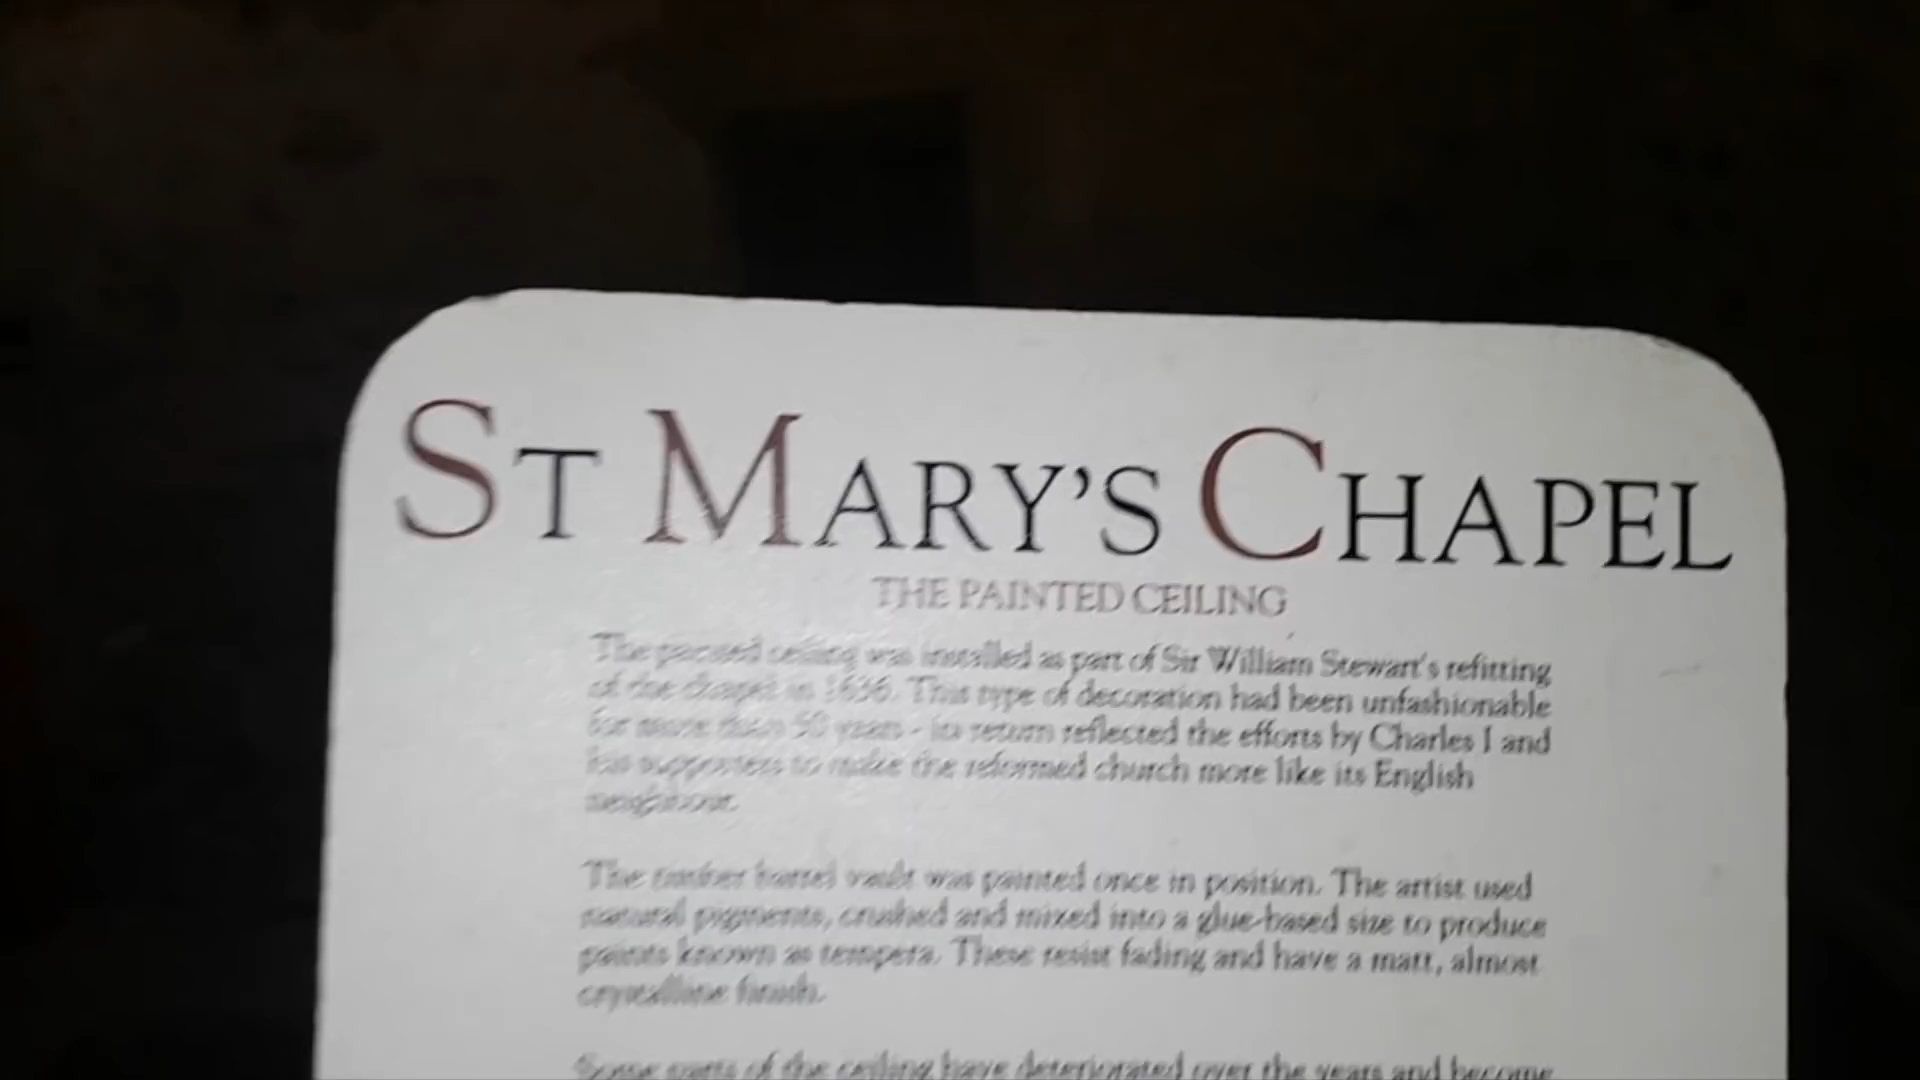 ST MARY'S CHAPEL
THE PAINTED CEILING
The painted ceiling was installed as part of Sir William Stewart's refitting
of the chapel in 1636. This type of decoration had been unfashionable
for more than 50 years - its return reflected the efforts by Charles I and
his supporters to make the reformed church more like its English
neighbour.
The timber barrel vault was painted once in position. The artist used
natural pigments, crushed and mixed into a glue-based size to produce
paints known as tempera. These resist fading and have a matt, almost
crystalline finish.
Some parts of the ceiling have deteriorated over the years and become